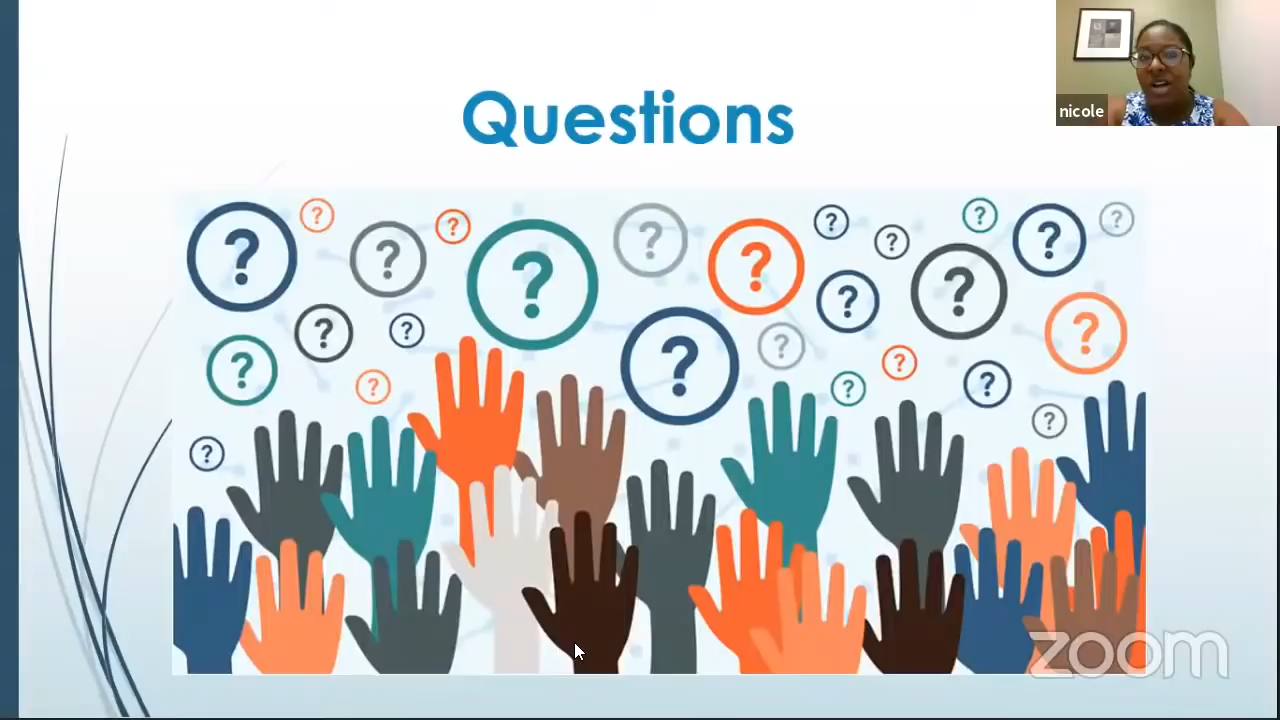 Questions
nicole
? ? ? ? ? ? ? ? ? ? ? ?
? ? ? ? ? ? ? ? ? ? ? ? ? ?
zoom